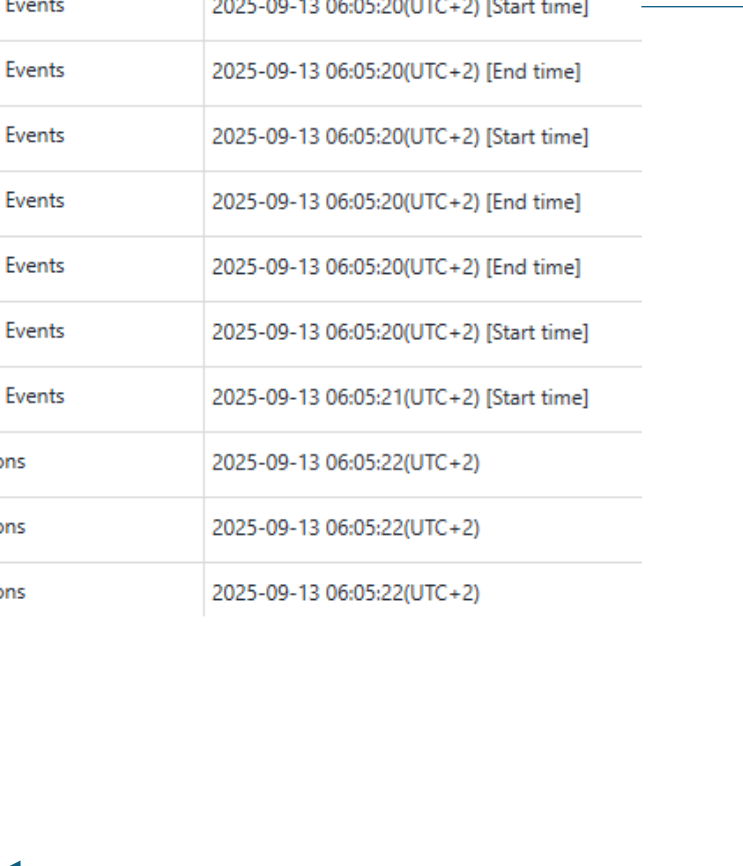 Events 2025-09-13 06:05:20(UTC+2) [Start time]
Events 2025-09-13 06:05:20(UTC+2) [End time]
Events 2025-09-13 06:05:20(UTC+2) [Start time]
Events 2025-09-13 06:05:20(UTC+2) [End time]
Events 2025-09-13 06:05:20(UTC+2) [End time]
Events 2025-09-13 06:05:20(UTC+2) [Start time]
Events 2025-09-13 06:05:21(UTC+2) [Start time]
ons 2025-09-13 06:05:22(UTC+2)
ons 2025-09-13 06:05:22(UTC+2)
ons 2025-09-13 06:05:22(UTC+2)